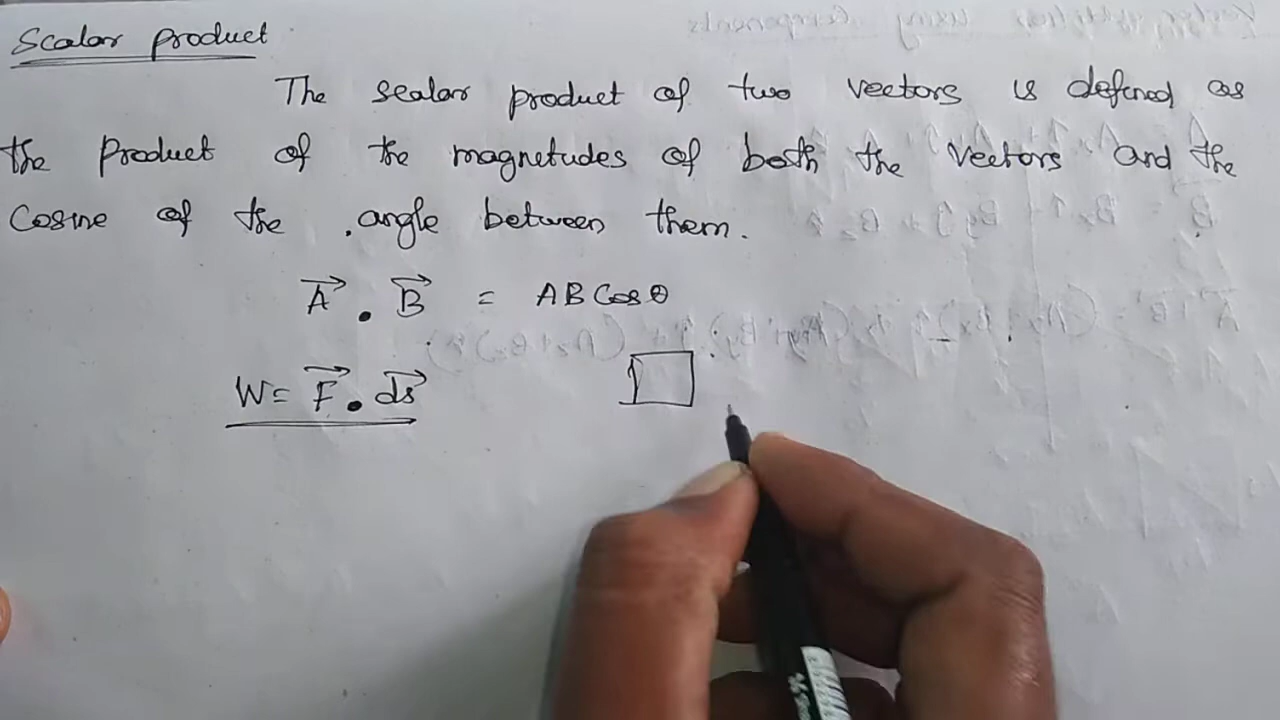 Scalar product
The scalar product of two vectors is defined as
the product of the magnetudes of both the vectors and the
Cosine of the angle between them.
A⃗ . B⃗ = AB Cos θ
W = F⃗ . ds⃗